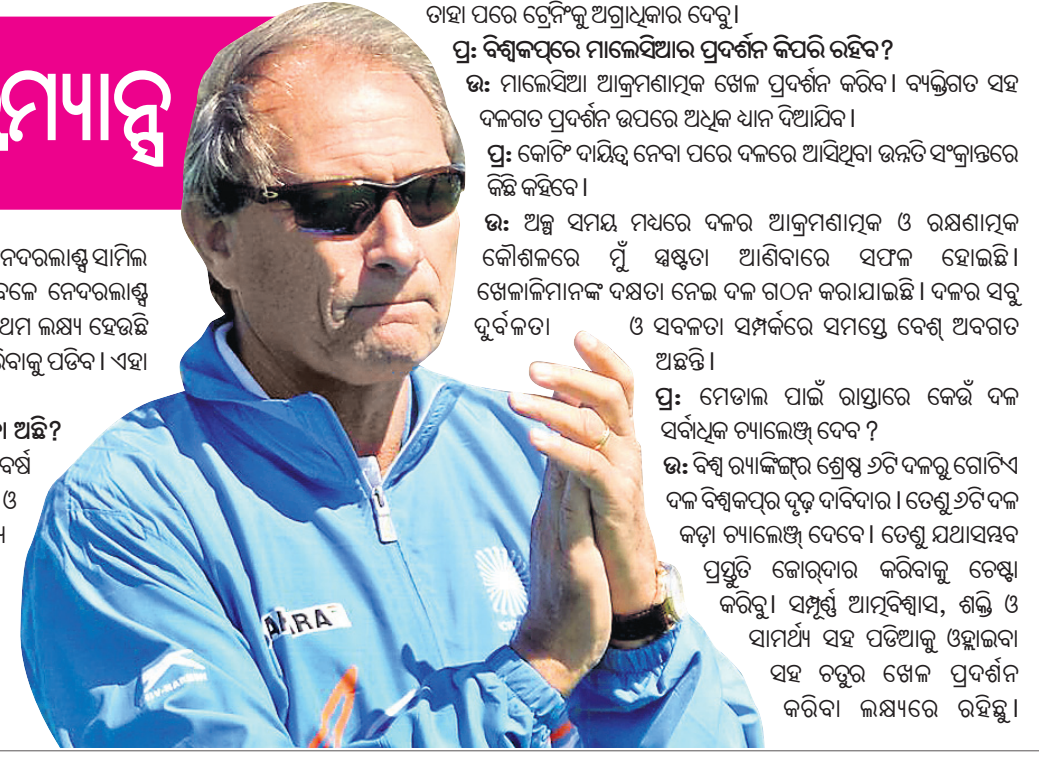 ତାହା ପରେ ଟ୍ରେନିଂକୁ ଅଗ୍ରାଧିକାର ଦେବୁ।
ପ୍ର: ବିଶ୍ୱକପ୍‌ରେ ମାଲେସିଆର ପ୍ରଦର୍ଶନ କିପରି ରହିବ?
ଉ: ମାଲେସିଆ ଆକ୍ରମଣାତ୍ମକ ଖେଳ ପ୍ରଦର୍ଶନ କରିବ। ବ୍ୟକ୍ତିଗତ ସହ
ଦଳଗତ ପ୍ରଦର୍ଶନ ଉପରେ ଅଧିକ ଧ୍ୟାନ ଦିଆଯିବ।
ପ୍ର: କୋଚିଂ ଦାୟିତ୍ୱ ନେବା ପରେ ଦଳରେ ଆସିଥିବା ଉନ୍ନତି ସଂକ୍ରାନ୍ତରେ
କିଛି କହିବେ।
ଉ: ଅଳ୍ପ ସମୟ ମଧ୍ୟରେ ଦଳର ଆକ୍ରମଣାତ୍ମକ ଓ ରକ୍ଷଣାତ୍ମକ
କୌଶଳରେ ମୁଁ ସ୍ପଷ୍ଟତା ଆଣିବାରେ ସଫଳ ହୋଇଛି।
ଖେଳାଳିମାନଙ୍କ ଦକ୍ଷତା ନେଇ ଦଳ ଗଠନ କରାଯାଇଛି। ଦଳର ସବୁ
ଦୁର୍ବଳତା ଓ ସବଳତା ସମ୍ପର୍କରେ ସମସ୍ତେ ବେଶ୍ ଅବଗତ
ଅଛନ୍ତି।
ପ୍ର: ମେଡାଲ ପାଇଁ ରାସ୍ତାରେ କେଉଁ ଦଳ
ସର୍ବାଧିକ ଚ୍ୟାଲେଞ୍ଜ୍ ଦେବ ?
ଉ: ବିଶ୍ୱ ର‍୍ୟାଙ୍କିଙ୍ଗ୍‌ର ଶ୍ରେଷ୍ଠ ୬ଟି ଦଳରୁ ଗୋଟିଏ
ଦଳ ବିଶ୍ୱକପ୍‌ର ଦୃଢ଼ ଦାବିଦାର। ତେଣୁ ୬ଟି ଦଳ
କଡ଼ା ଚ୍ୟାଲେଞ୍ଜ୍ ଦେବେ। ତେଣୁ ଯଥାସମ୍ଭବ
ପ୍ରସ୍ତୁତି ଜୋର୍‌ଦାର କରିବାକୁ ଚେଷ୍ଟା
କରିବୁ। ସମ୍ପୂର୍ଣ୍ଣ ଆତ୍ମବିଶ୍ୱାସ, ଶକ୍ତି ଓ
ସାମର୍ଥ୍ୟ ସହ ପଡିଆକୁ ଓହ୍ଲାଇବା
ସହ ଚତୁର ଖେଳ ପ୍ରଦର୍ଶନ
କରିବା ଲକ୍ଷ୍ୟରେ ରହିଛୁ।
ନେଦରଲାଣ୍ଡ୍ସ ସାମିଲ
ନେଦରଲାଣ୍ଡ୍ସ
ଲକ୍ଷ୍ୟ ହେଉଛି
ପଡିବ। ଏହା
ଅଛି?
ବର୍ଷ
ଓ